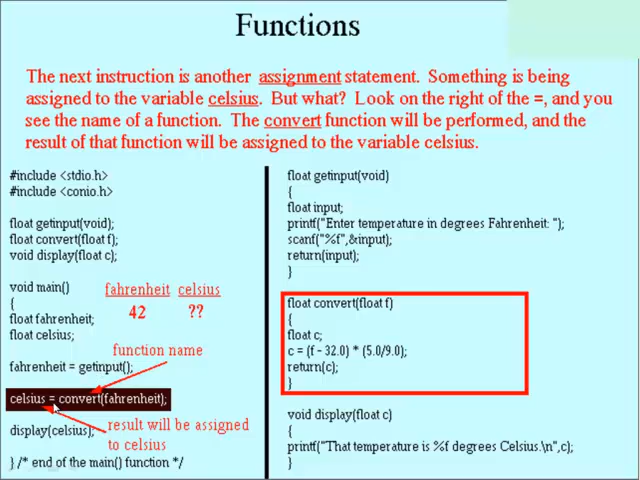 Functions
The next instruction is another assignment statement. Something is being
assigned to the variable celsius. But what? Look on the right of the =, and you
see the name of a function. The convert function will be performed, and the
result of that function will be assigned to the variable celsius.
#include <stdio.h>
#include <conio.h>
float getinput(void);
float convert(float f);
void display(float c);
void main()
{
float fahrenheit;
float celsius;
fahrenheit celsius
42 ??
function name
fahrenheit = getinput();
celsius = convert(fahrenheit);
result will be assigned
to celsius
display(celsius);
} /* end of the main() function */
float getinput(void)
{
float input;
printf("Enter temperature in degrees Fahrenheit: ");
scanf("%f",&input);
return(input);
}
float convert(float f)
{
float c;
c = (f - 32.0) * (5.0/9.0);
return(c);
}
void display(float c)
{
printf("That temperature is %f degrees Celsius.\n",c);
}